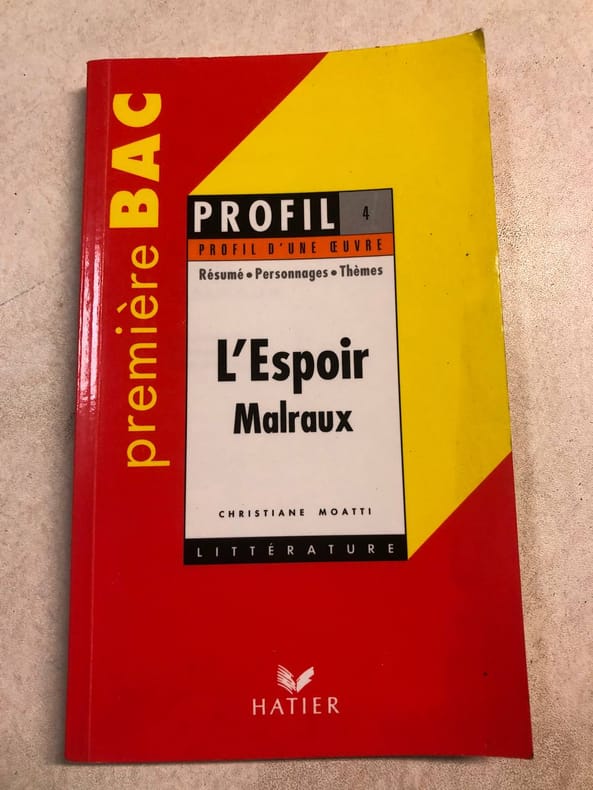 première BAC
PROFIL 4
PROFIL D'UNE ŒUVRE
Résumé • Personnages • Thèmes
L'Espoir
Malraux
CHRISTIANE MOATTI
LITTÉRATURE
HATIER